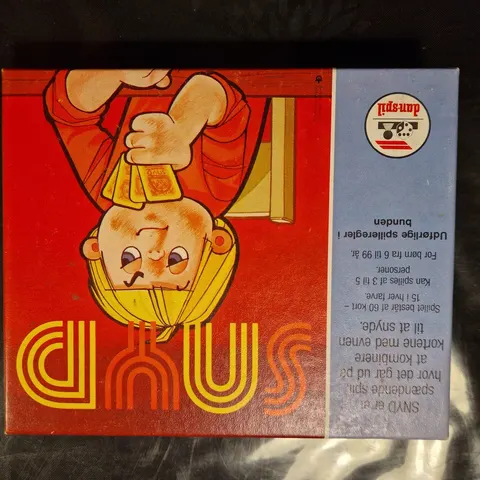 SNYD
SNYD er et
spændende spil,
hvor det går ud på
at kombinere
kortene med evnen
til at snyde.
Spillet består af 60 kort –
15 i hver farve.
Kan spilles af 3 til 5
personer.
For børn fra 6 til 99 år.
Udførlige spilleregler i
bunden
dan-spil